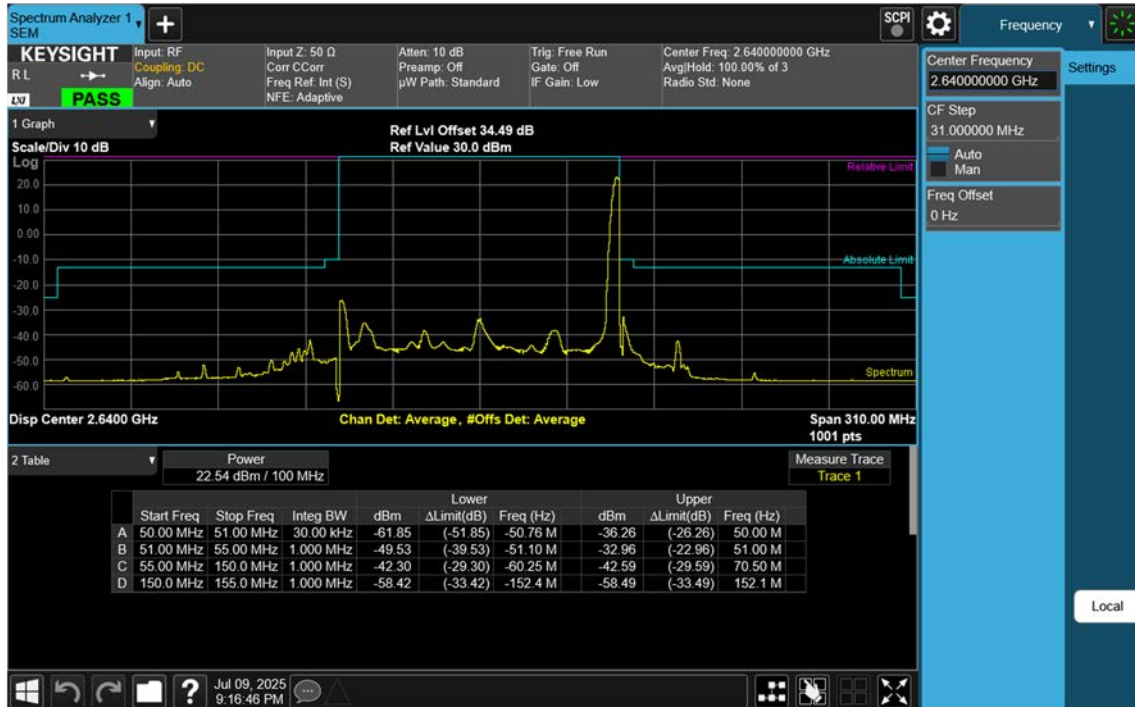 Spectrum Analyzer 1
SEM
SCPI
Frequency
KEYSIGHT
R L
LXI
PASS
Input: RF
Coupling: DC
Align: Auto
Input Z: 50 Ω
Corr CCorr
Freq Ref: Int (S)
NFE: Adaptive
Atten: 10 dB
Preamp: Off
µW Path: Standard
Trig: Free Run
Gate: Off
IF Gain: Low
Center Freq: 2.640000000 GHz
Avg|Hold: 100.00% of 3
Radio Std: None
Center Frequency
2.640000000 GHz
Settings
CF Step
31.000000 MHz
Auto
Man
Freq Offset
0 Hz
Local
1 Graph
Scale/Div 10 dB
Ref Lvl Offset 34.49 dB
Ref Value 30.0 dBm
Log
20.0
10.0
0.00
-10.0
-20.0
-30.0
-40.0
-50.0
-60.0
Relative Limit
Absolute Limit
Spectrum
Disp Center 2.6400 GHz
Chan Det: Average, #Offs Det: Average
Span 310.00 MHz
1001 pts
2 Table
Power
22.54 dBm / 100 MHz
Measure Trace
Trace 1
Lower Upper
Start Freq Stop Freq Integ BW dBm ΔLimit(dB) Freq (Hz) dBm ΔLimit(dB) Freq (Hz)
A 50.00 MHz 51.00 MHz 30.00 kHz -61.85 (-51.85) -50.76 M -36.26 (-26.26) 50.00 M
B 51.00 MHz 55.00 MHz 1.000 MHz -49.53 (-39.53) -51.10 M -32.96 (-22.96) 51.00 M
C 55.00 MHz 150.0 MHz 1.000 MHz -42.30 (-29.30) -60.25 M -42.59 (-29.59) 70.50 M
D 150.0 MHz 155.0 MHz 1.000 MHz -58.42 (-33.42) -152.4 M -58.49 (-33.49) 152.1 M
Jul 09, 2025
9:16:46 PM